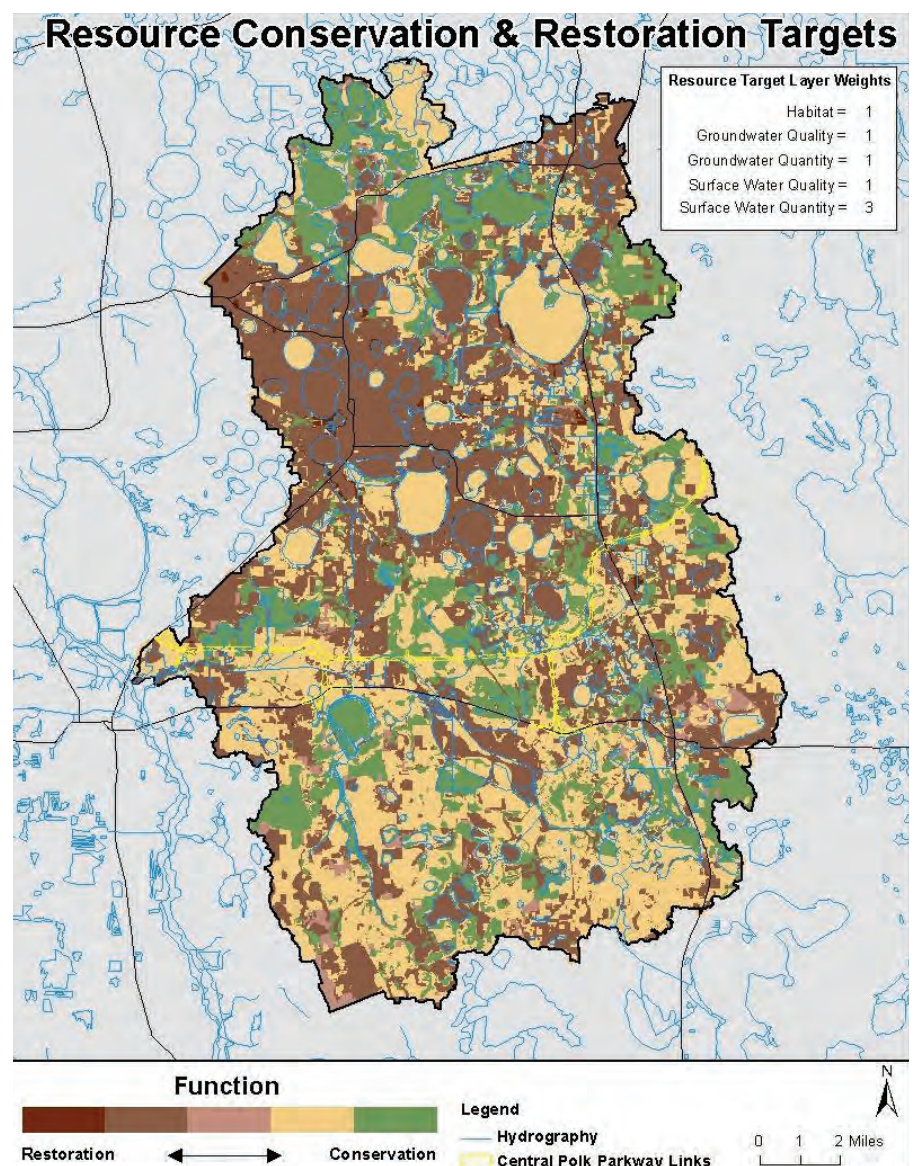 Resource Conservation & Restoration Targets
Resource Target Layer Weights
Habitat = 1
Groundwater Quality = 1
Groundwater Quantity = 1
Surface Water Quality = 1
Surface Water Quantity = 3
Function
Restoration
Conservation
Legend
Hydrography
Central Polk Parkway Links
N
0 1 2 Miles